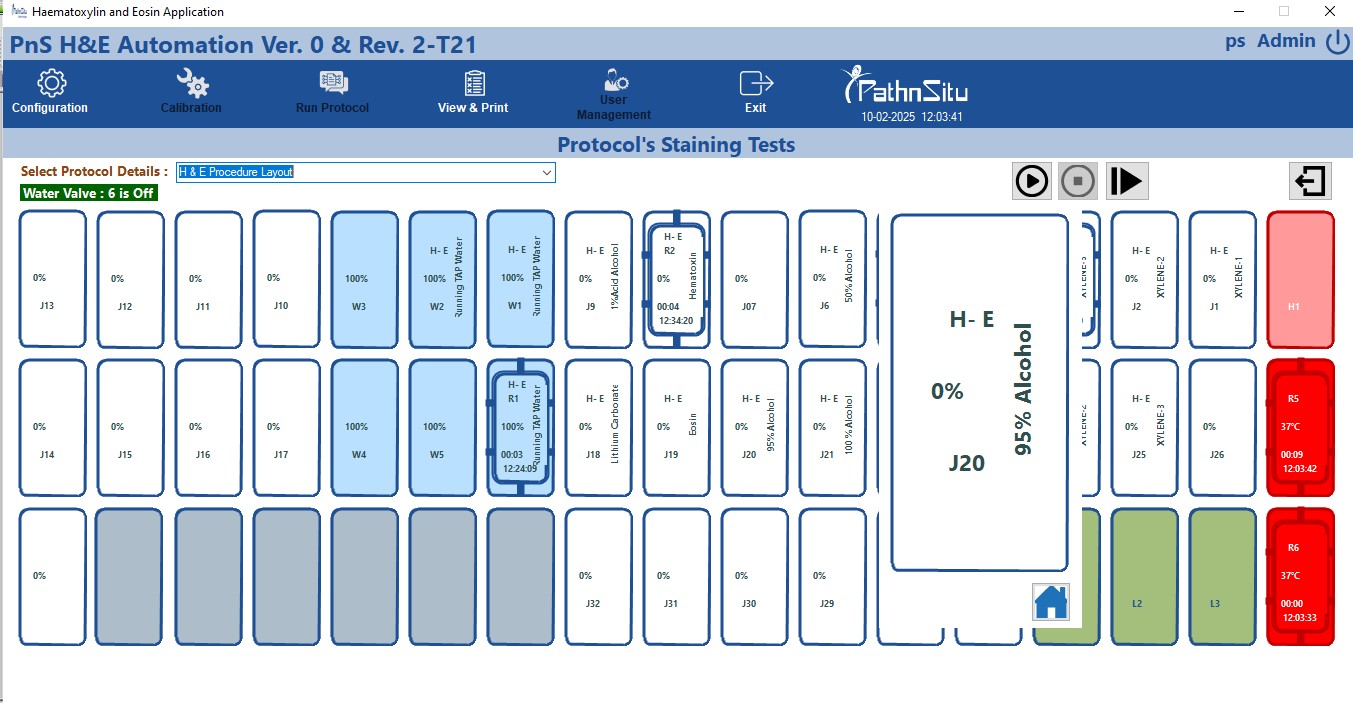 Haematoxylin and Eosin Application
PnS H&E Automation Ver. 0 & Rev. 2-T21
ps Admin
Configuration
Calibration
Run Protocol
View & Print
User
Management
Exit
PathnSitu
10-02-2025 12:03:41
Protocol's Staining Tests
Select Protocol Details :
H & E Procedure Layout
Water Valve : 6 is Off
0%
J13
0%
J12
0%
J11
0%
J10
100%
W3
H- E
100%
W2
Running TAP Water
H- E
100%
W1
Running TAP Water
H- E
0%
J9
1%Acid Alcohol
H- E
R2
0%
00:04
12:34:20
Hematoxin
0%
J07
H- E
0%
J6
50% Alcohol
H- E
0%
J20
95% Alcohol
XYLENE-3
H- E
0%
J2
XYLENE-2
H- E
0%
J1
XYLENE-1
H1
0%
J14
0%
J15
0%
J16
0%
J17
100%
W4
100%
W5
H- E
R1
100%
00:03
12:24:09
Running TAP Water
H- E
0%
J18
Lithium Carbonate
H- E
0%
J19
Eosin
H- E
0%
J20
95% Alcohol
H- E
0%
J21
100 % Alcohol
XYLENE-2
H- E
0%
J25
XYLENE-3
0%
J26
R5
37°C
00:09
12:03:42
0%
0%
J32
0%
J31
0%
J30
0%
J29
L2
L3
R6
37°C
00:00
12:03:33